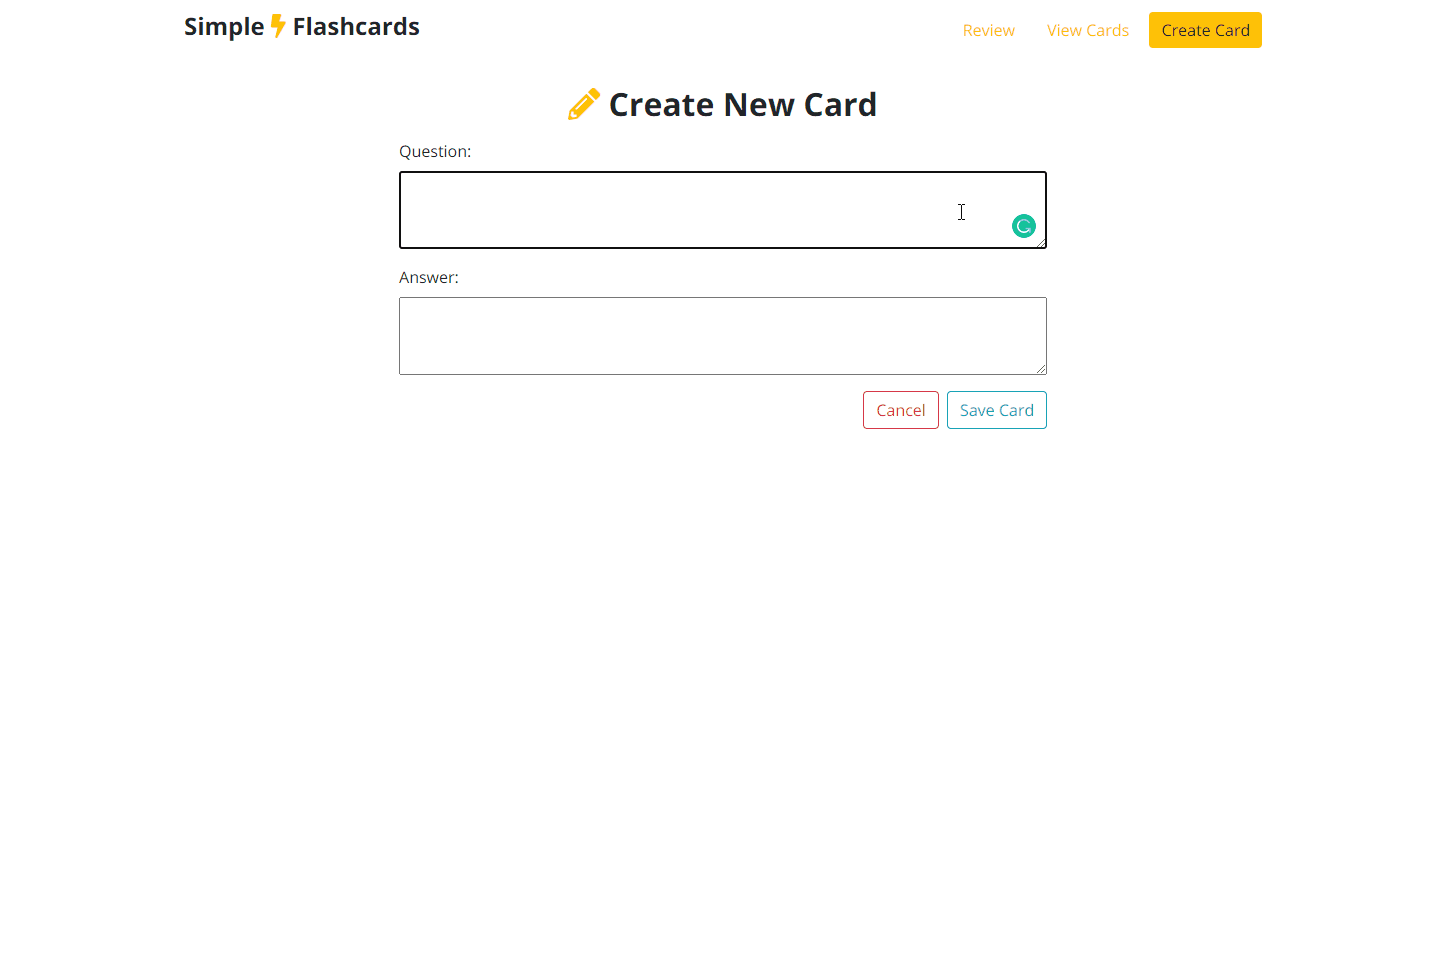 Simple Flashcards
Review
View Cards
Create Card
Create New Card
Question:
Answer:
Cancel
Save Card